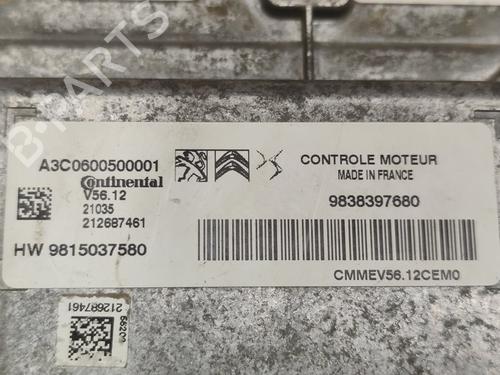 B-PARTS
A3C0600500001
Continental
V56.12
21035
212687461
HW 9815037580
CONTROLE MOTEUR
MADE IN FRANCE
9838397680
CMMEV56.12CEM0
212687461